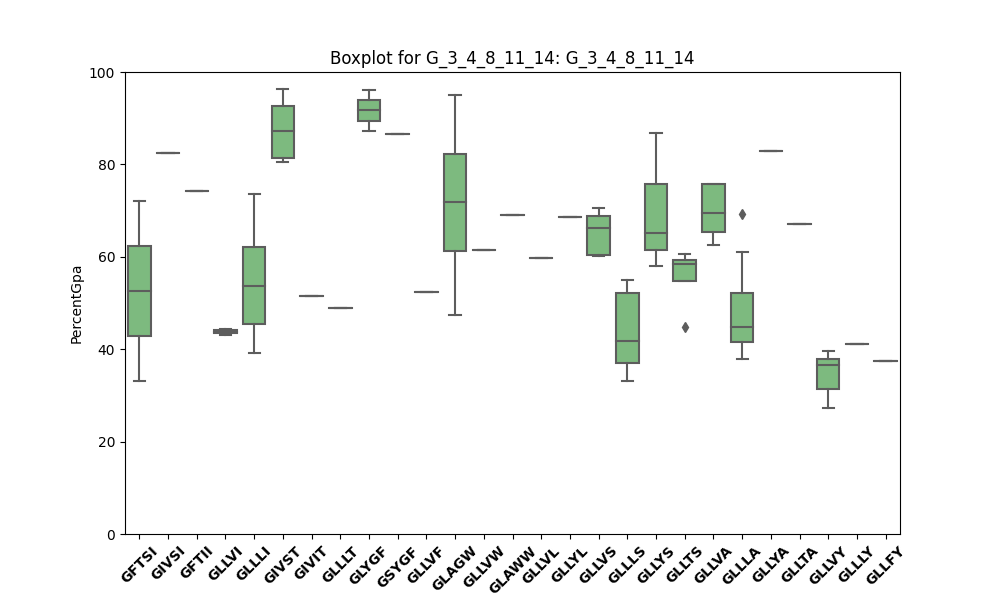 Boxplot for G_3_4_8_11_14: G_3_4_8_11_14
PercentGpa
100
80
60
40
20
0
GFTSI
GIVSI
GFTII
GLLVI
GLLLI
GIVST
GIVIT
GLLLT
GLYGF
GSYGF
GLLVF
GLAGW
GLLVW
GLAWW
GLLVL
GLLYL
GLLVS
GLLLS
GLLYS
GLLTS
GLLVA
GLLLA
GLLYA
GLLTA
GLLVY
GLLLY
GLLFY